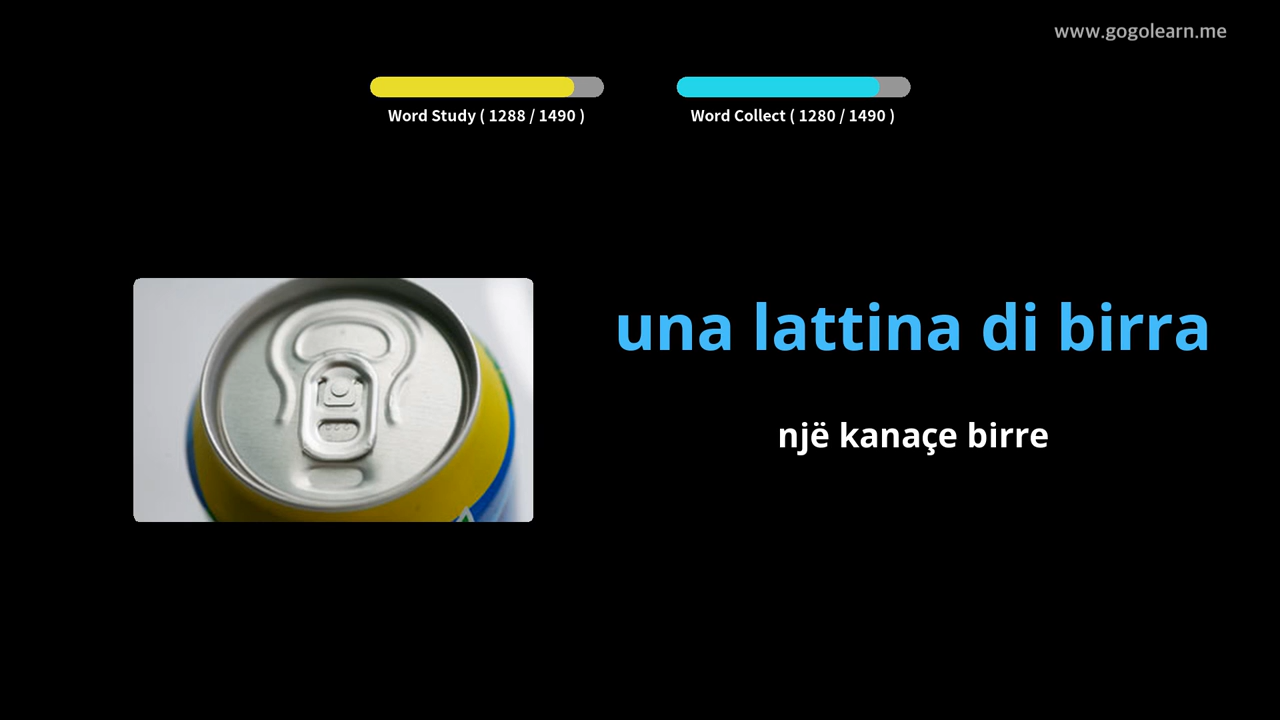 www.gogolearn.me
Word Study ( 1288 / 1490 )
Word Collect ( 1280 / 1490 )
una lattina di birra
një kanaçe birre